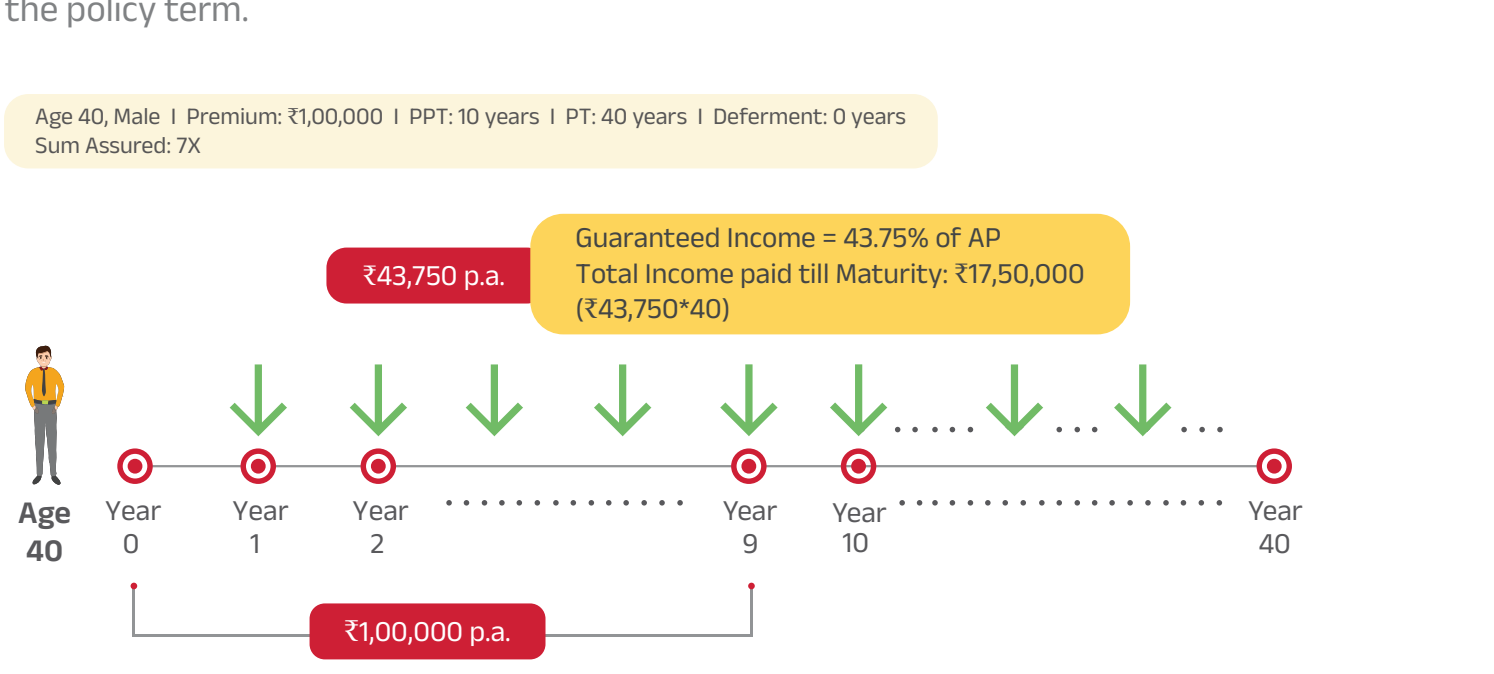 the policy term.
Age 40, Male I Premium: ₹1,00,000 I PPT: 10 years I PT: 40 years I Deferment: 0 years
Sum Assured: 7X
₹43,750 p.a.
Guaranteed Income = 43.75% of AP
Total Income paid till Maturity: ₹17,50,000
(₹43,750*40)
Age
40
Year
0
Year
1
Year
2
Year
9
Year
10
Year
40
₹1,00,000 p.a.